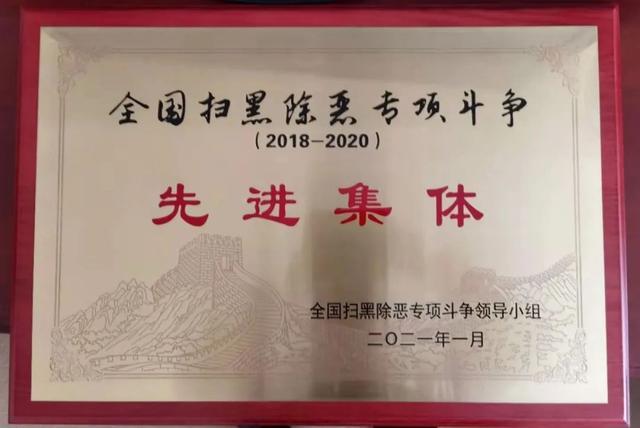 全国扫黑除恶专项斗争
(2018-2020)
先进集体
全国扫黑除恶专项斗争领导小组
二〇二一年一月